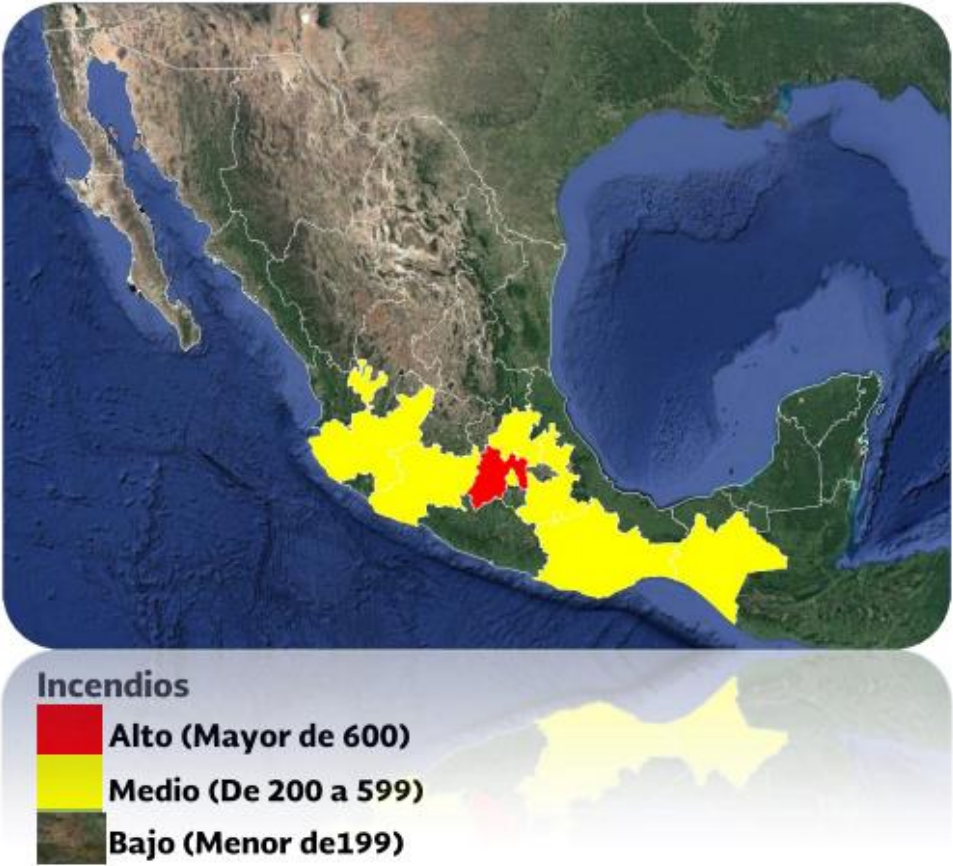 Incendios
Alto (Mayor de 600)
Medio (De 200 a 599)
Bajo (Menor de199)